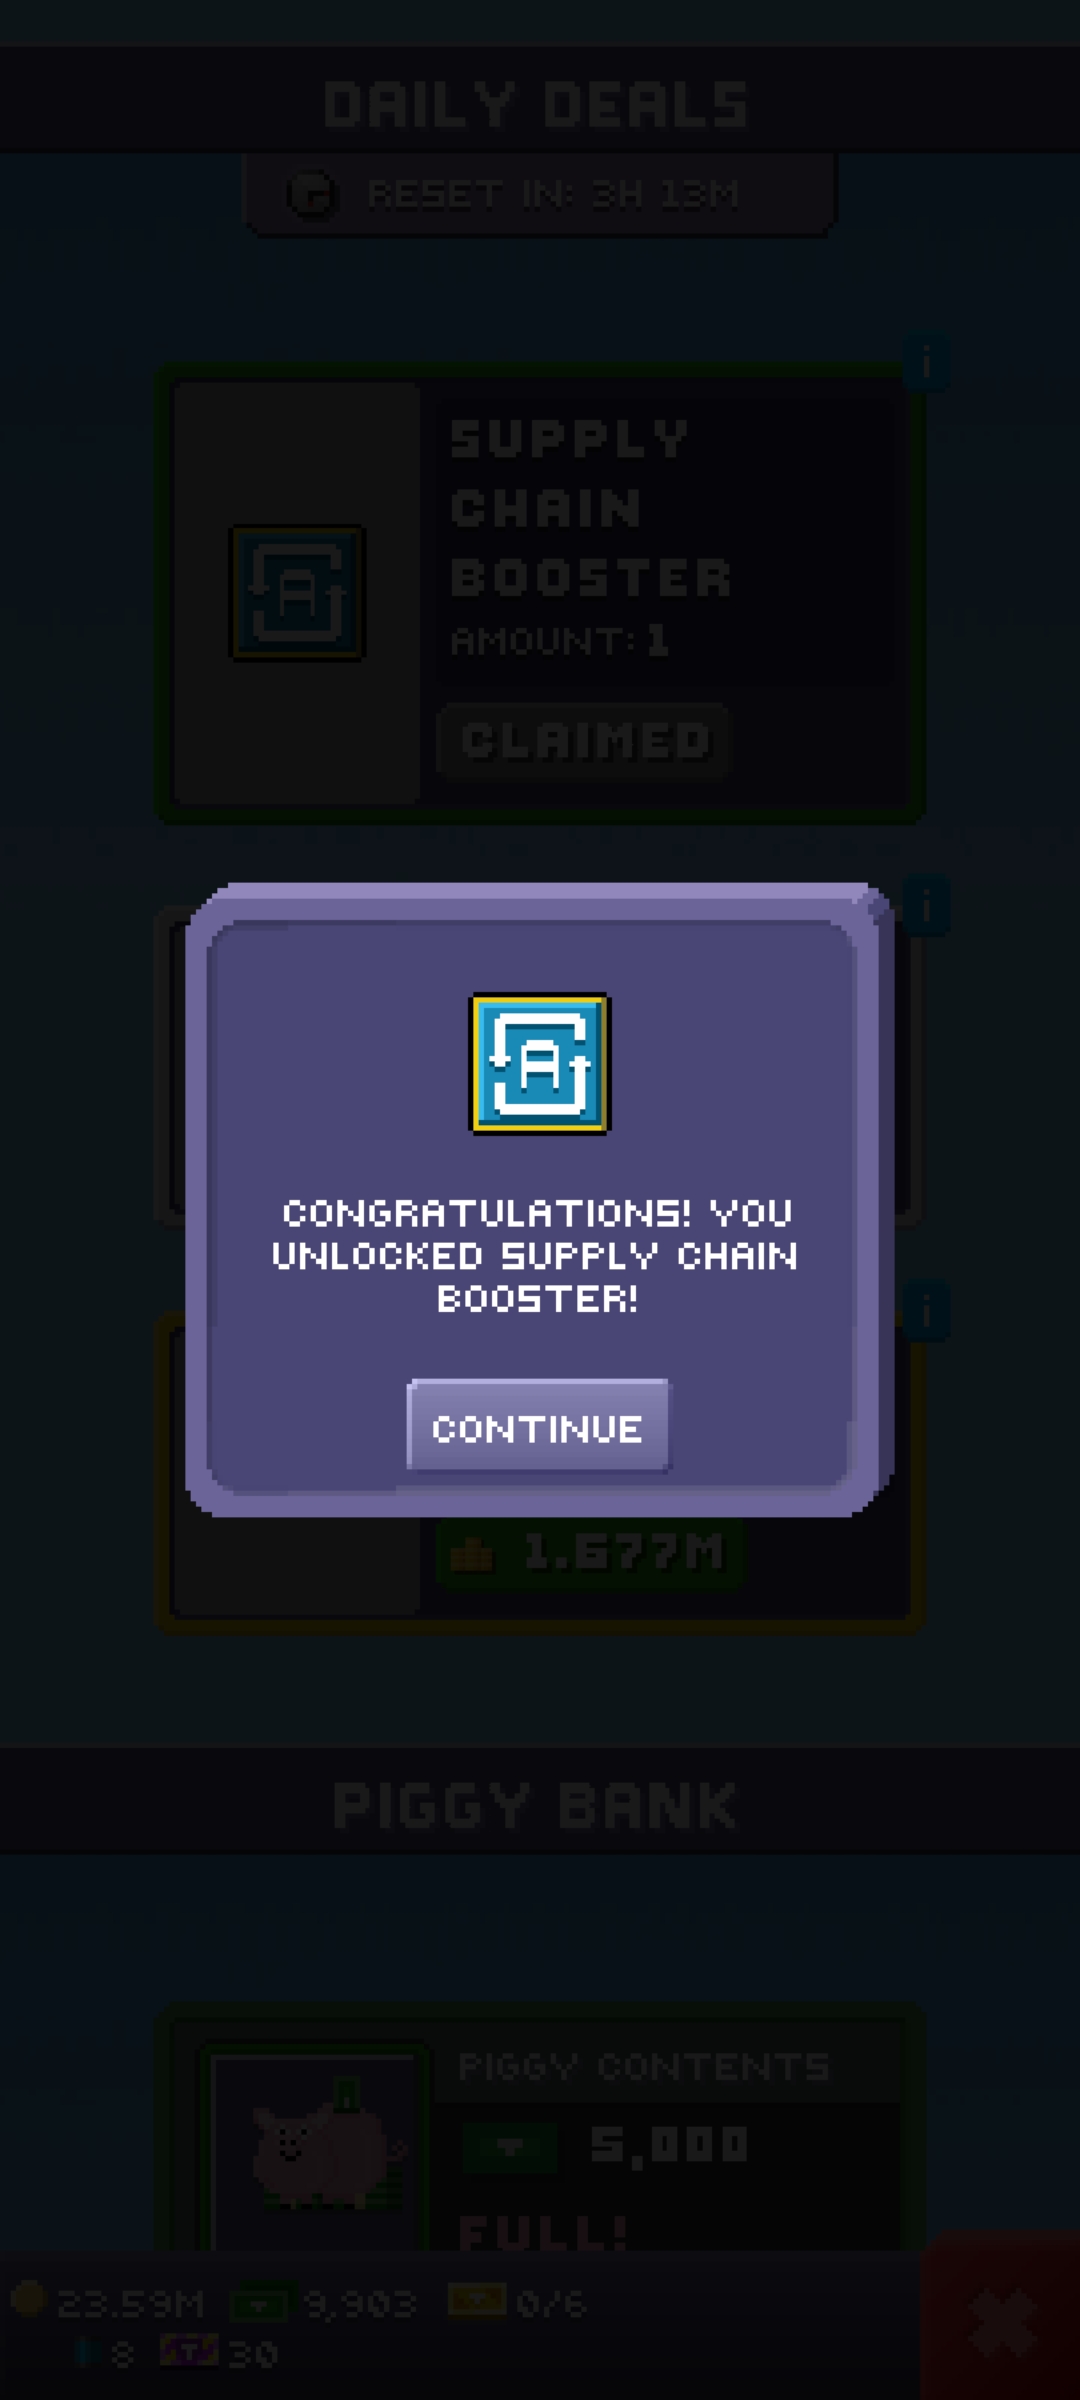 DAILY DEALS
RESET IN: 3H 13M
i
SUPPLY
CHAIN
BOOSTER
AMOUNT: 1
CLAIMED
i
A
CONGRATULATIONS! YOU
UNLOCKED SUPPLY CHAIN
BOOSTER!
i
CONTINUE
1.677M
PIGGY BANK
PIGGY CONTENTS
5,000
FULL!
23.59M 9,903 0/6
8 30